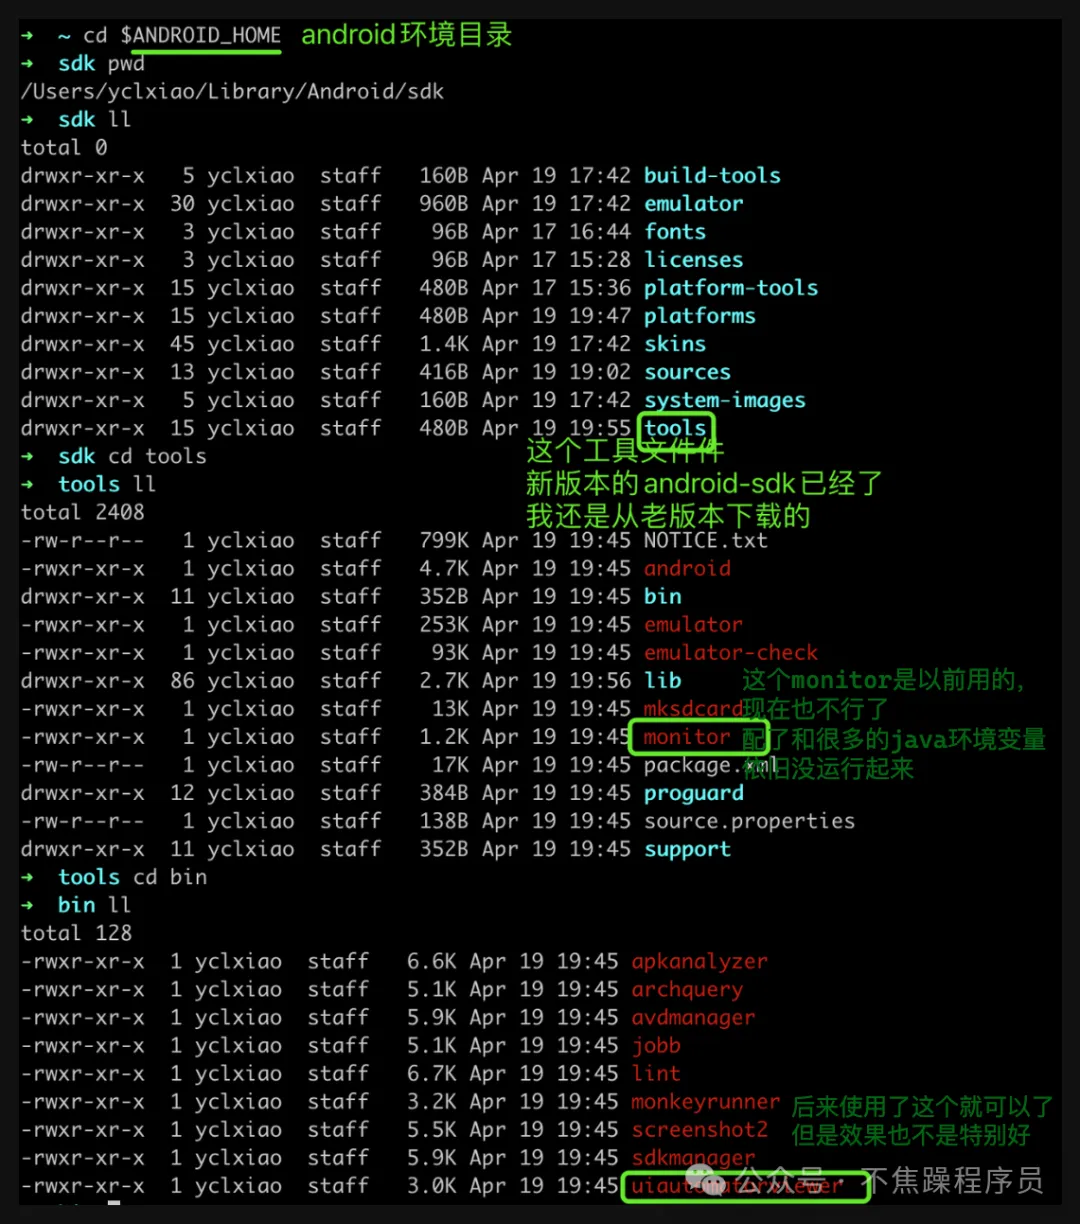 → ~ cd $ANDROID_HOME android环境目录
→ sdk pwd
/Users/yclxiao/Library/Android/sdk
→ sdk ll
total 0
drwxr-xr-x 5 yclxiao staff 160B Apr 19 17:42 build-tools
drwxr-xr-x 30 yclxiao staff 960B Apr 19 17:42 emulator
drwxr-xr-x 3 yclxiao staff 96B Apr 17 16:44 fonts
drwxr-xr-x 3 yclxiao staff 96B Apr 17 15:28 licenses
drwxr-xr-x 15 yclxiao staff 480B Apr 17 15:36 platform-tools
drwxr-xr-x 15 yclxiao staff 480B Apr 19 19:47 platforms
drwxr-xr-x 45 yclxiao staff 1.4K Apr 19 17:42 skins
drwxr-xr-x 13 yclxiao staff 416B Apr 19 19:02 sources
drwxr-xr-x 5 yclxiao staff 160B Apr 19 17:42 system-images
drwxr-xr-x 15 yclxiao staff 480B Apr 19 19:55 tools
这个工具文件件
→ sdk cd tools
→ tools ll
新版本的android-sdk已经了
total 2408
我还是从老版本下载的
-rw-r--r-- 1 yclxiao staff 799K Apr 19 19:45 NOTICE.txt
-rwxr-xr-x 1 yclxiao staff 4.7K Apr 19 19:45 android
drwxr-xr-x 11 yclxiao staff 352B Apr 19 19:45 bin
-rwxr-xr-x 1 yclxiao staff 253K Apr 19 19:45 emulator
-rwxr-xr-x 1 yclxiao staff 93K Apr 19 19:45 emulator-check
drwxr-xr-x 86 yclxiao staff 2.7K Apr 19 19:56 lib
这个monitor是以前用的,
-rwxr-xr-x 1 yclxiao staff 13K Apr 19 19:45 mksdcard
现在也不行了
-rwxr-xr-x 1 yclxiao staff 1.2K Apr 19 19:45 monitor
配了和很多的java环境变量
-rw-r--r-- 1 yclxiao staff 17K Apr 19 19:45 package.xml
依旧没运行起来
drwxr-xr-x 12 yclxiao staff 384B Apr 19 19:45 proguard
-rw-r--r-- 1 yclxiao staff 138B Apr 19 19:45 source.properties
drwxr-xr-x 11 yclxiao staff 352B Apr 19 19:45 support
→ tools cd bin
→ bin ll
total 128
-rwxr-xr-x 1 yclxiao staff 6.6K Apr 19 19:45 apkanalyzer
-rwxr-xr-x 1 yclxiao staff 5.1K Apr 19 19:45 archquery
-rwxr-xr-x 1 yclxiao staff 5.9K Apr 19 19:45 avdmanager
-rwxr-xr-x 1 yclxiao staff 5.1K Apr 19 19:45 jobb
-rwxr-xr-x 1 yclxiao staff 6.7K Apr 19 19:45 lint
-rwxr-xr-x 1 yclxiao staff 3.2K Apr 19 19:45 monkeyrunner
后来使用了这个就可以了
-rwxr-xr-x 1 yclxiao staff 5.5K Apr 19 19:45 screenshot2
但是效果也不是特别好
-rwxr-xr-x 1 yclxiao staff 5.9K Apr 19 19:45 sdkmanager
-rwxr-xr-x 1 yclxiao staff 3.0K Apr 19 19:45 uiautomatorviewer
公众号 · 不焦躁程序员